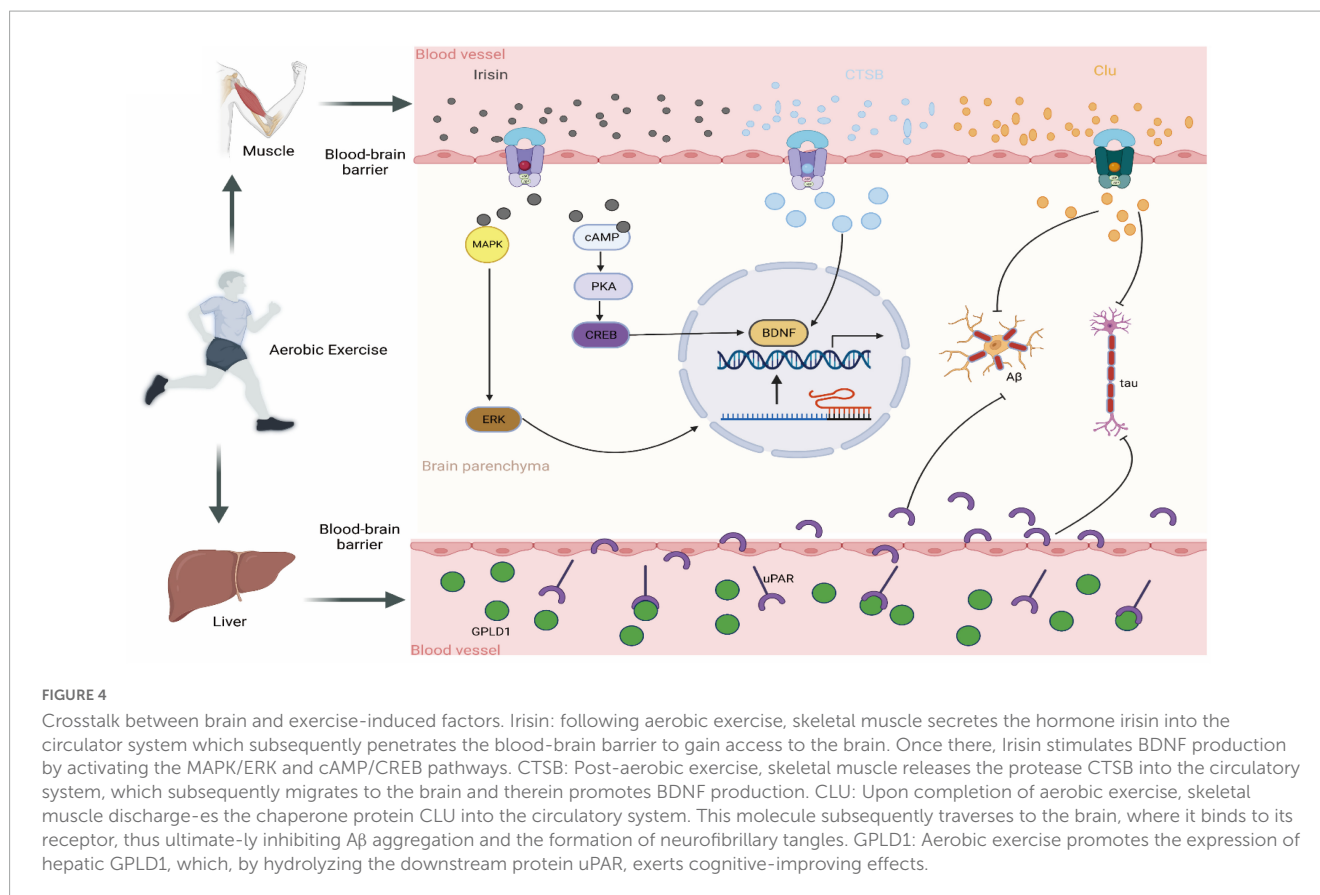 Blood vessel
Irisin
CTSB
Clu
Muscle
Blood-brain
barrier
MAPK
cAMP
PKA
CREB
BDNF
Aerobic Exercise
Aβ
tau
ERK
Brain parenchyma
Blood-brain
barrier
uPAR
Liver
GPLD1
Blood vessel
FIGURE 4
Crosstalk between brain and exercise-induced factors. Irisin: following aerobic exercise, skeletal muscle secretes the hormone irisin into the
circulator system which subsequently penetrates the blood-brain barrier to gain access to the brain. Once there, Irisin stimulates BDNF production
by activating the MAPK/ERK and cAMP/CREB pathways. CTSB: Post-aerobic exercise, skeletal muscle releases the protease CTSB into the circulatory
system, which subsequently migrates to the brain and therein promotes BDNF production. CLU: Upon completion of aerobic exercise, skeletal
muscle discharge-es the chaperone protein CLU into the circulatory system. This molecule subsequently traverses to the brain, where it binds to its
receptor, thus ultimate-ly inhibiting Aβ aggregation and the formation of neurofibrillary tangles. GPLD1: Aerobic exercise promotes the expression of
hepatic GPLD1, which, by hydrolyzing the downstream protein uPAR, exerts cognitive-improving effects.